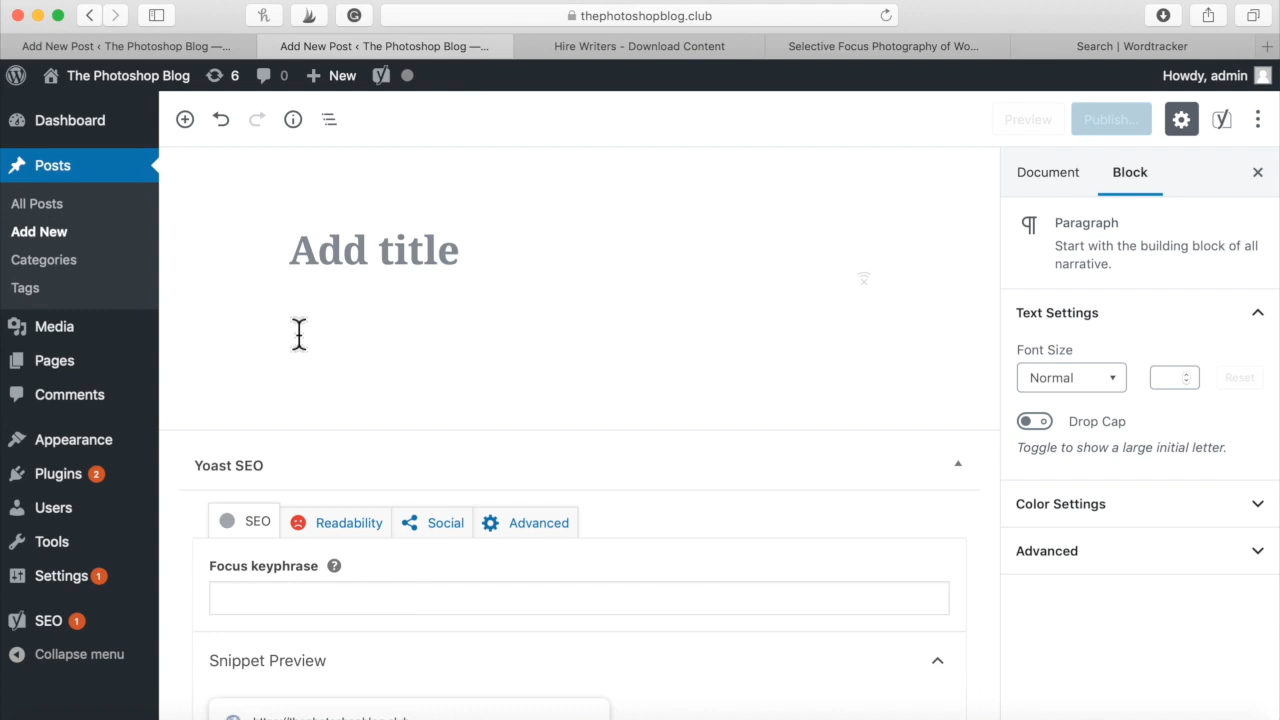 thephotoshopblog.club
Add New Post ‹ The Photoshop Blog —...
Add New Post ‹ The Photoshop Blog —...
Hire Writers - Download Content
Selective Focus Photography of Wo...
Search | Wordtracker
The Photoshop Blog
6
0
New
Howdy, admin
Dashboard
Posts
All Posts
Add New
Categories
Tags
Media
Pages
Comments
Appearance
Plugins 2
Users
Tools
Settings 1
SEO 1
Collapse menu
Preview
Publish...
Add title
Yoast SEO
SEO
Readability
Social
Advanced
Focus keyphrase ?
Snippet Preview
https://thephotoshopblog.club
Document
Block
Paragraph
Start with the building block of all
narrative.
Text Settings
Font Size
Normal
Reset
Drop Cap
Toggle to show a large initial letter.
Color Settings
Advanced